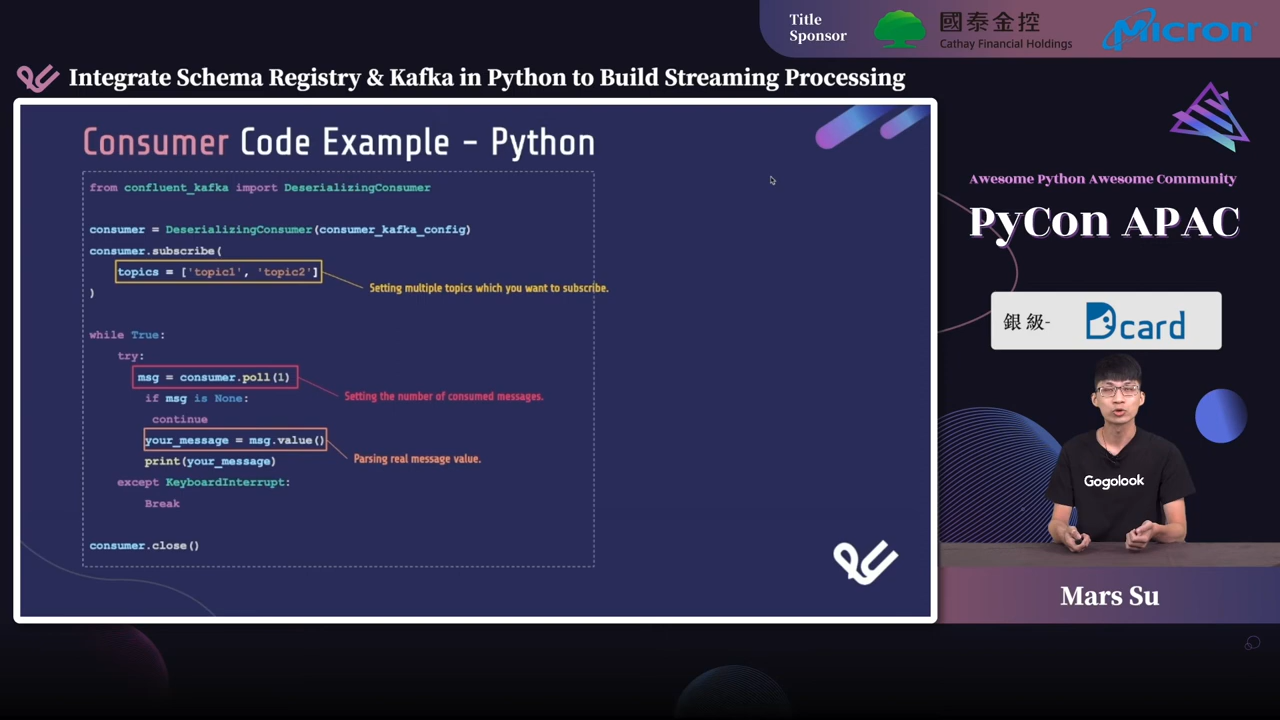 Title
Sponsor
國泰金控
Cathay Financial Holdings
Micron
Integrate Schema Registry & Kafka in Python to Build Streaming Processing
Consumer Code Example - Python
from confluent_kafka import DeserializingConsumer
consumer = DeserializingConsumer(consumer_kafka_config)
consumer.subscribe(
topics = ['topic1', 'topic2']
Setting multiple topics which you want to subscribe.
)
while True:
try:
msg = consumer.poll(1)
Setting the number of consumed messages.
if msg is None:
continue
your_message = msg.value()
Parsing real message value.
print(your_message)
except KeyboardInterrupt:
Break
consumer.close()
Awesome Python Awesome Community
PyCon APAC
銀級-
Dcard
Gogolook
Mars Su